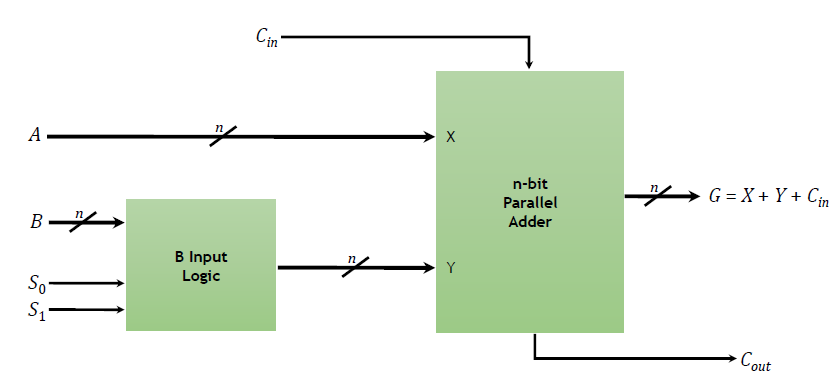 C_in
A
n
X
n-bit
Parallel
Adder
n
G = X + Y + C_in
B
n
B Input
Logic
n
Y
S_0
S_1
C_out